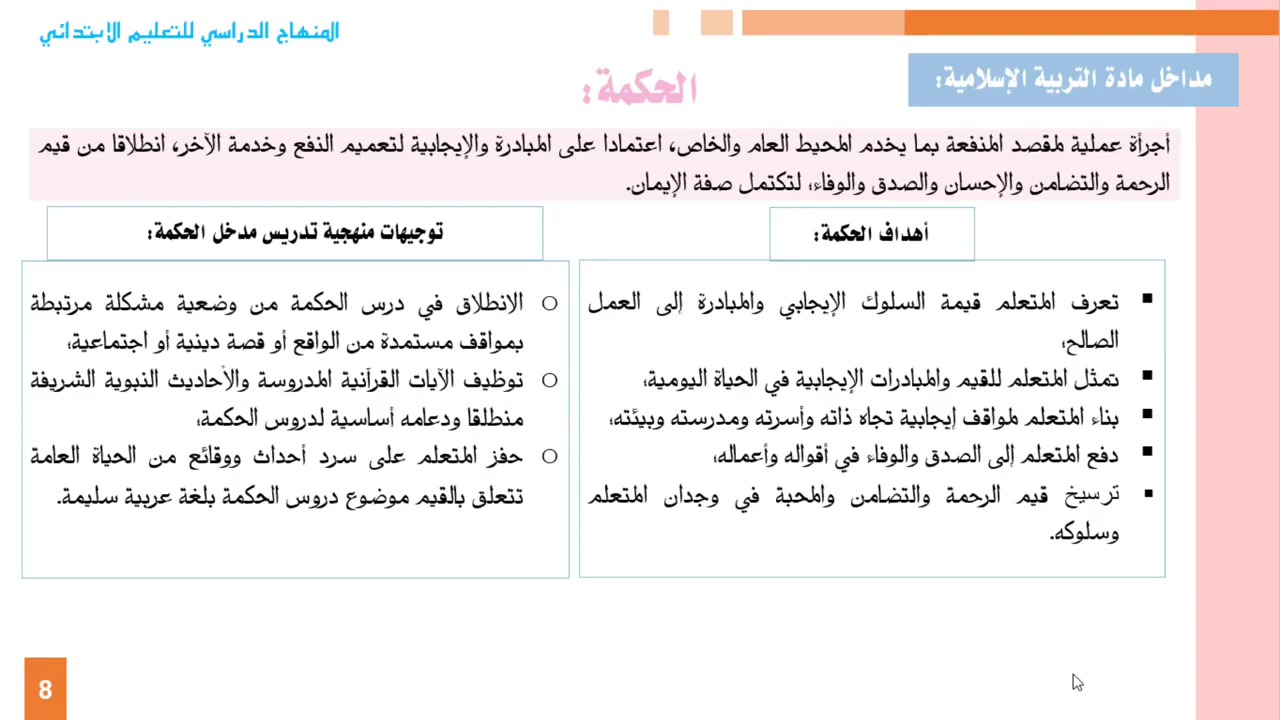 المنهاج الدراسي للتعليم الابتدائي
مداخل مادة التربية الإسلامية:
الحكمة:
أجرأة عملية لمقصد المنفعة بما يخدم المحيط العام والخاص، اعتمادا على المبادرة والإيجابية لتعميم النفع وخدمة الآخر، انطلاقا من قيم
الرحمة والتضامن والإحسان والصدق والوفاء؛ لتكتمل صفة الإيمان.
أهداف الحكمة:
▪ تعرف المتعلم قيمة السلوك الإيجابي والمبادرة إلى العمل
الصالح؛
▪ تمثّل المتعلم للقيم والمبادرات الإيجابية في الحياة اليومية؛
▪ بناء المتعلم لمواقف إيجابية تجاه ذاته وأسرته ومدرسته وبيئته؛
▪ دفع المتعلم إلى الصدق والوفاء في أقواله وأعماله؛
▪ ترسيخ قيم الرحمة والتضامن والمحبة في وجدان المتعلم
وسلوكه.
توجيهات منهجية تدريس مدخل الحكمة:
○ الانطلاق في درس الحكمة من وضعية مشكلة مرتبطة
بمواقف مستمدة من الواقع أو قصة دينية أو اجتماعية؛
○ توظيف الآيات القرآنية المدروسة والأحاديث النبوية الشريفة
منطلقا ودعامه أساسية لدروس الحكمة؛
○ حفز المتعلم على سرد أحداث ووقائع من الحياة العامة
تتعلق بالقيم موضوع دروس الحكمة بلغة عربية سليمة.
8